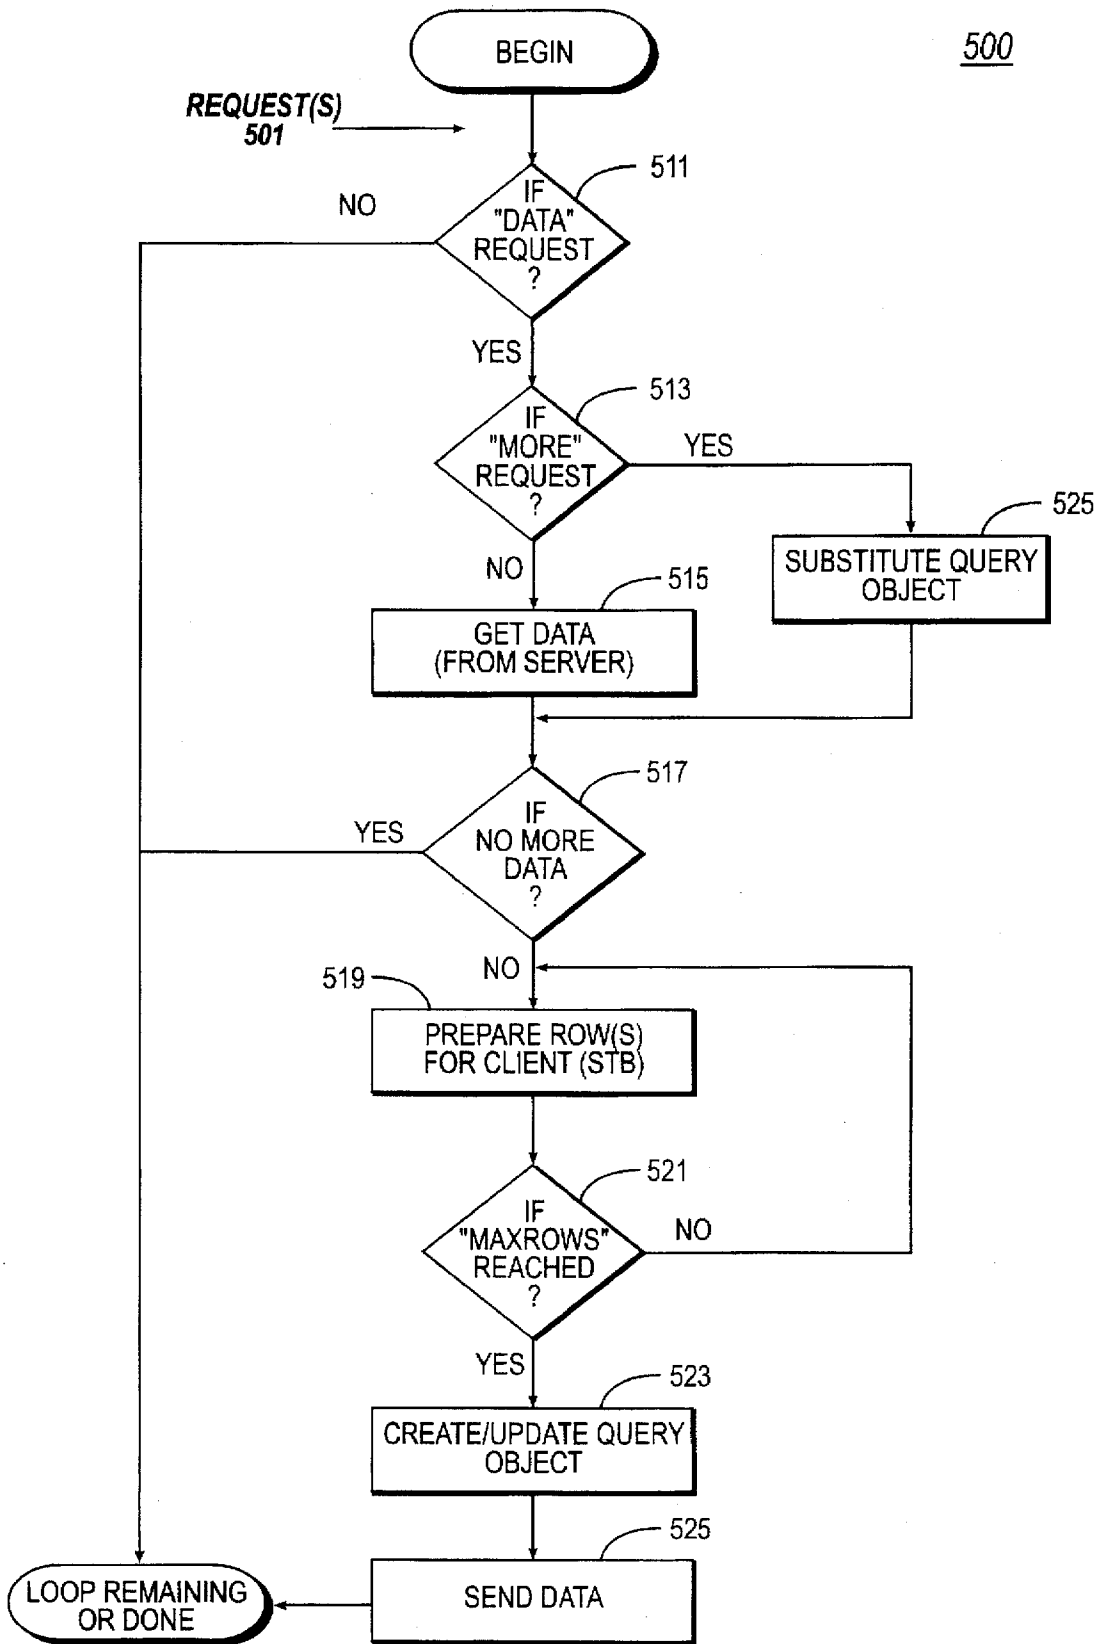 BEGIN
500
REQUEST(S)
501
511
IF
"DATA"
REQUEST
?
NO
YES
513
IF
"MORE"
REQUEST
?
YES
525
SUBSTITUTE QUERY
OBJECT
NO
515
GET DATA
(FROM SERVER)
517
IF
NO MORE
DATA
?
YES
NO
519
PREPARE ROW(S)
FOR CLIENT (STB)
521
IF
"MAXROWS"
REACHED
?
NO
YES
523
CREATE/UPDATE QUERY
OBJECT
525
SEND DATA
LOOP REMAINING
OR DONE